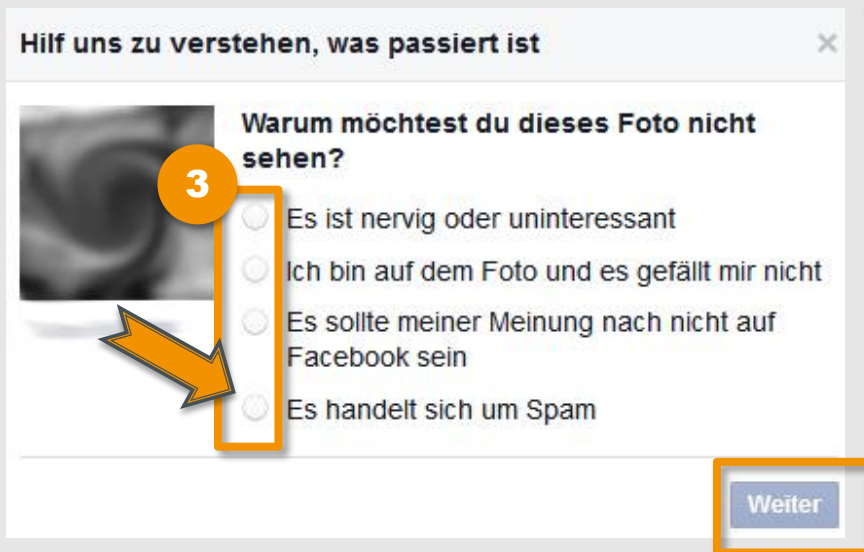 Hilf uns zu verstehen, was passiert ist
Warum möchtest du dieses Foto nicht
sehen?
3
Es ist nervig oder uninteressant
Ich bin auf dem Foto und es gefällt mir nicht
Es sollte meiner Meinung nach nicht auf
Facebook sein
Es handelt sich um Spam
Weiter